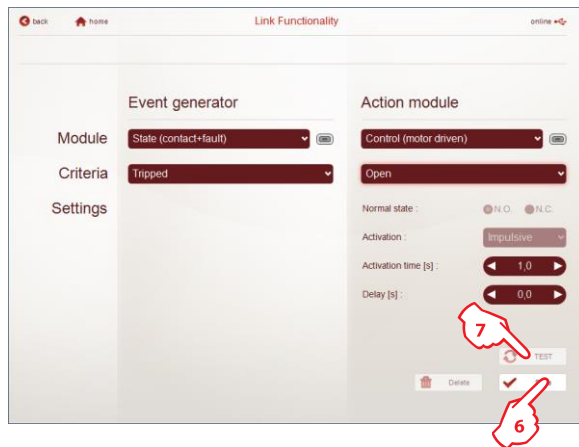 back home Link Functionality online
Event generator Action module
Module State (contact+fault) Control (motor driven)
Criteria Tripped Open
Settings Normal state : N.O. N.C.
Activation : Impulsive
Activation time [s] : 1,0
Delay [s] : 0,0
7
TEST
Delete
6